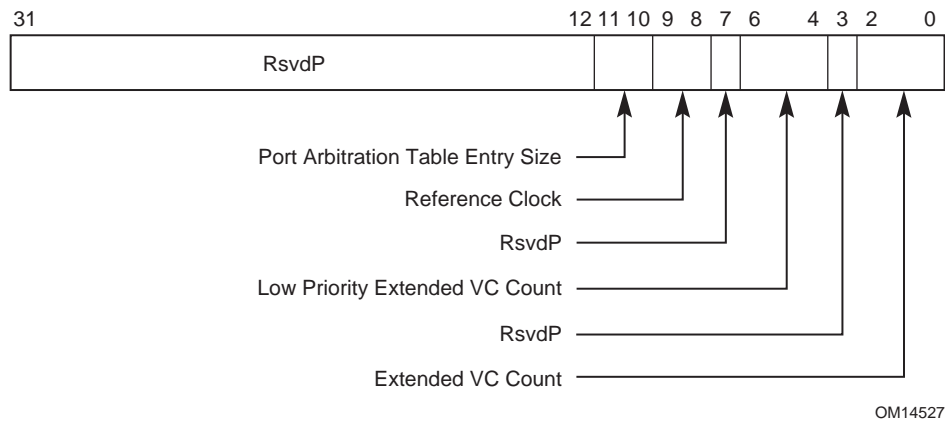 31 12 11 10 9 8 7 6 4 3 2 0
RsvdP
Port Arbitration Table Entry Size
Reference Clock
RsvdP
Low Priority Extended VC Count
RsvdP
Extended VC Count
OM14527